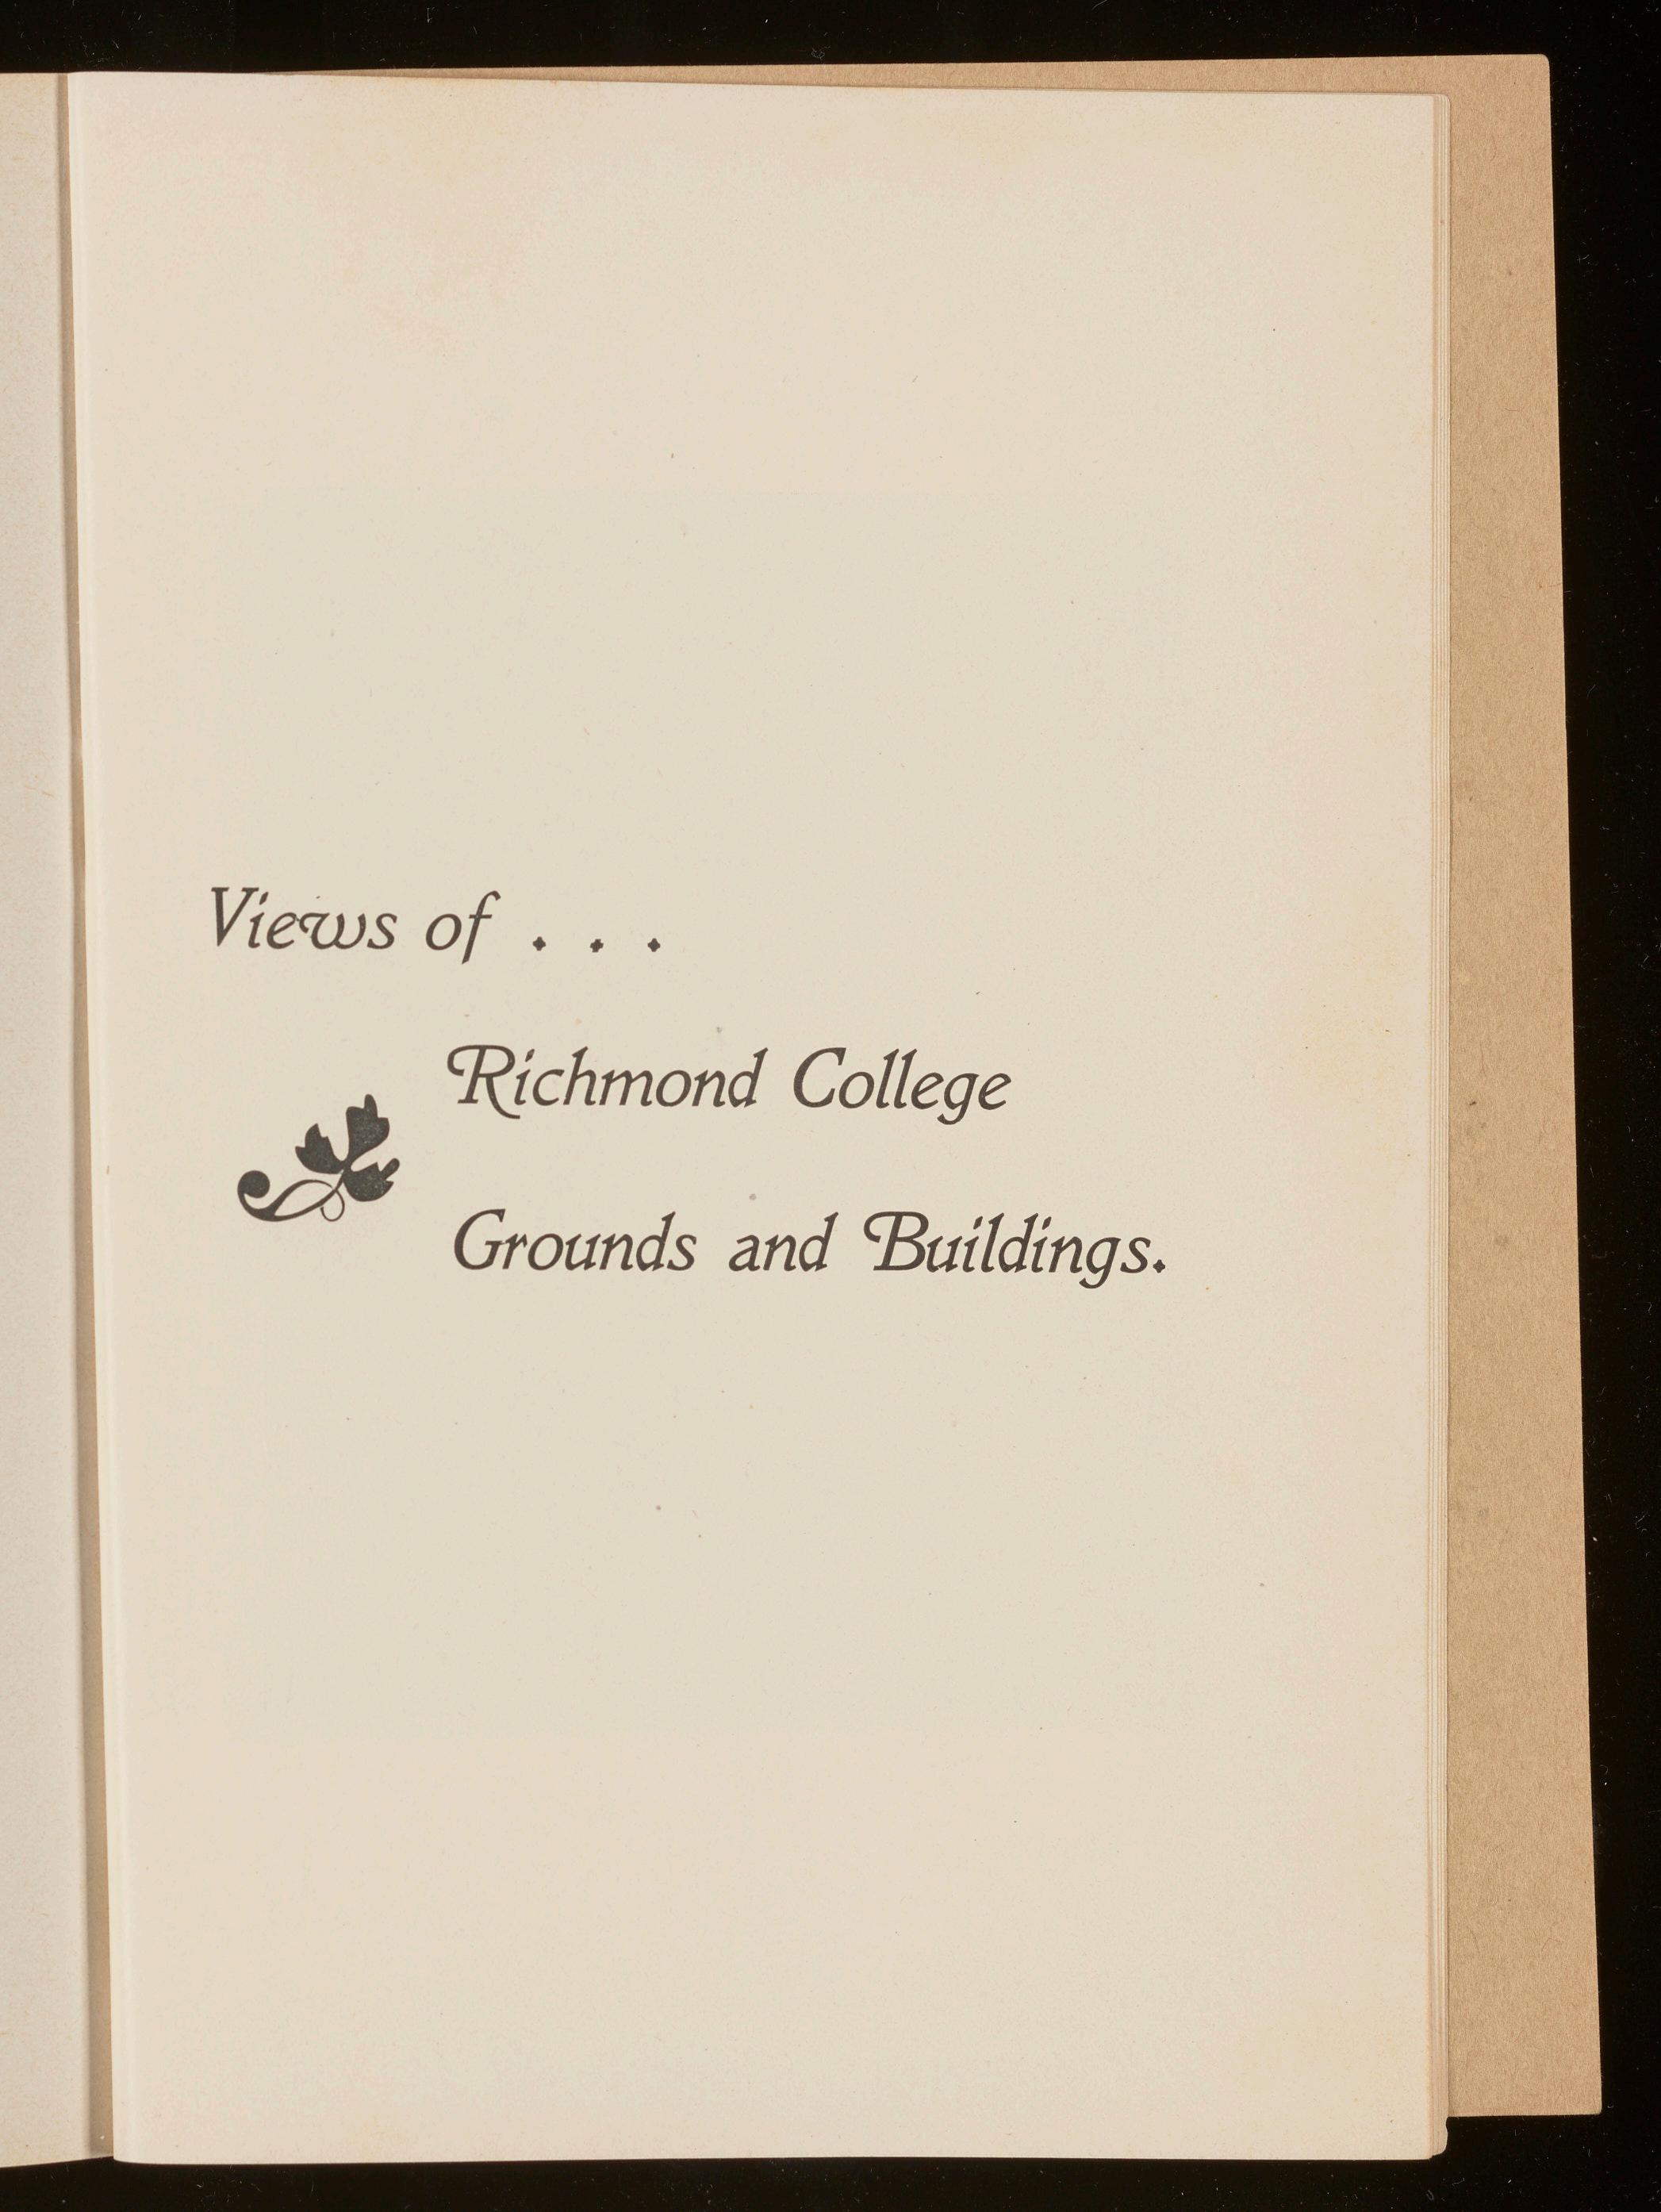 Views of . . .
Richmond College
Grounds and Buildings.